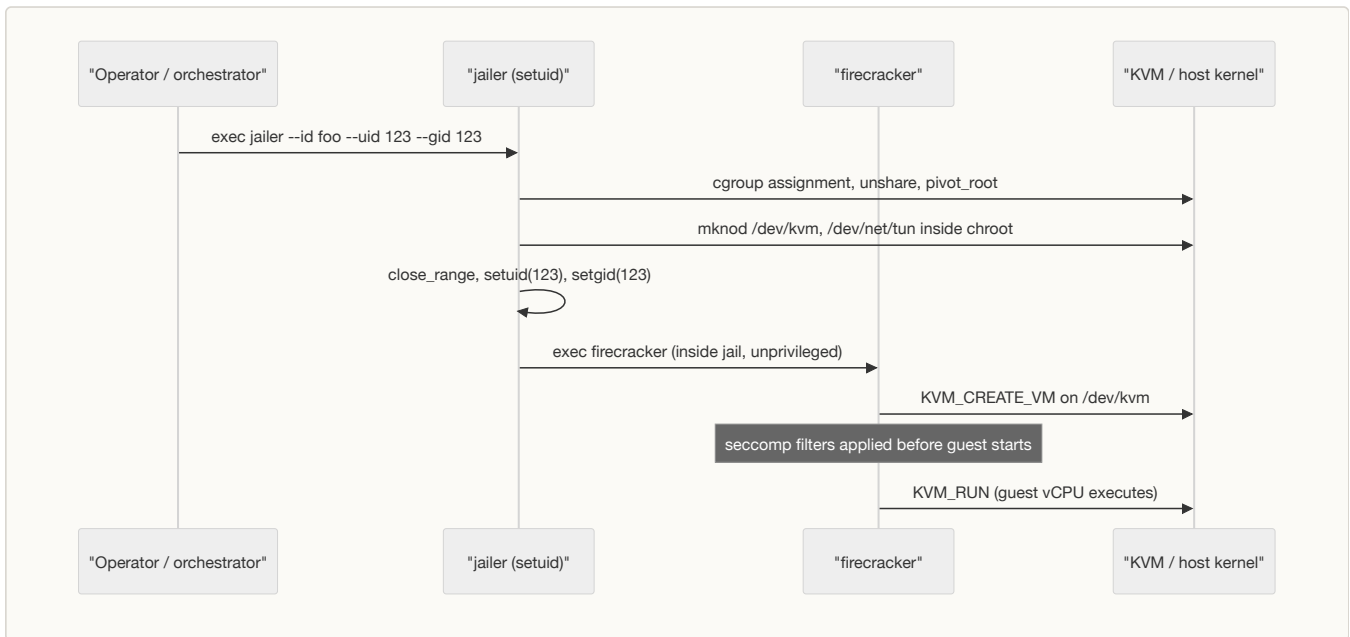 "Operator / orchestrator"
"jailer (setuid)"
"firecracker"
"KVM / host kernel"
exec jailer --id foo --uid 123 --gid 123
cgroup assignment, unshare, pivot_root
mknod /dev/kvm, /dev/net/tun inside chroot
close_range, setuid(123), setgid(123)
exec firecracker (inside jail, unprivileged)
KVM_CREATE_VM on /dev/kvm
seccomp filters applied before guest starts
KVM_RUN (guest vCPU executes)
"Operator / orchestrator"
"jailer (setuid)"
"firecracker"
"KVM / host kernel"